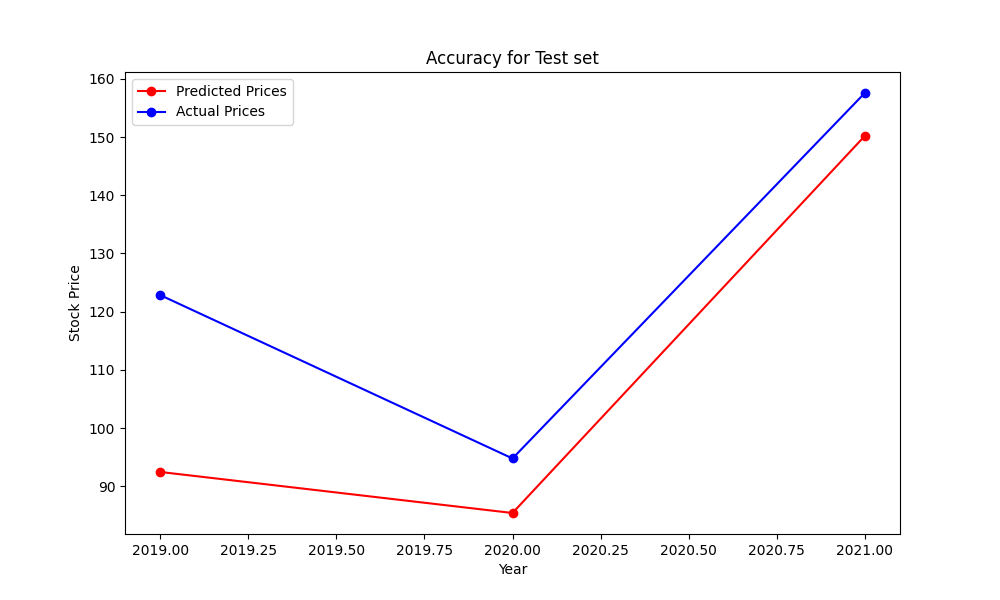 Accuracy for Test set
Predicted Prices
Actual Prices
160
150
140
130
120
110
100
90
Stock Price
2019.00 2019.25 2019.50 2019.75 2020.00 2020.25 2020.50 2020.75 2021.00
Year